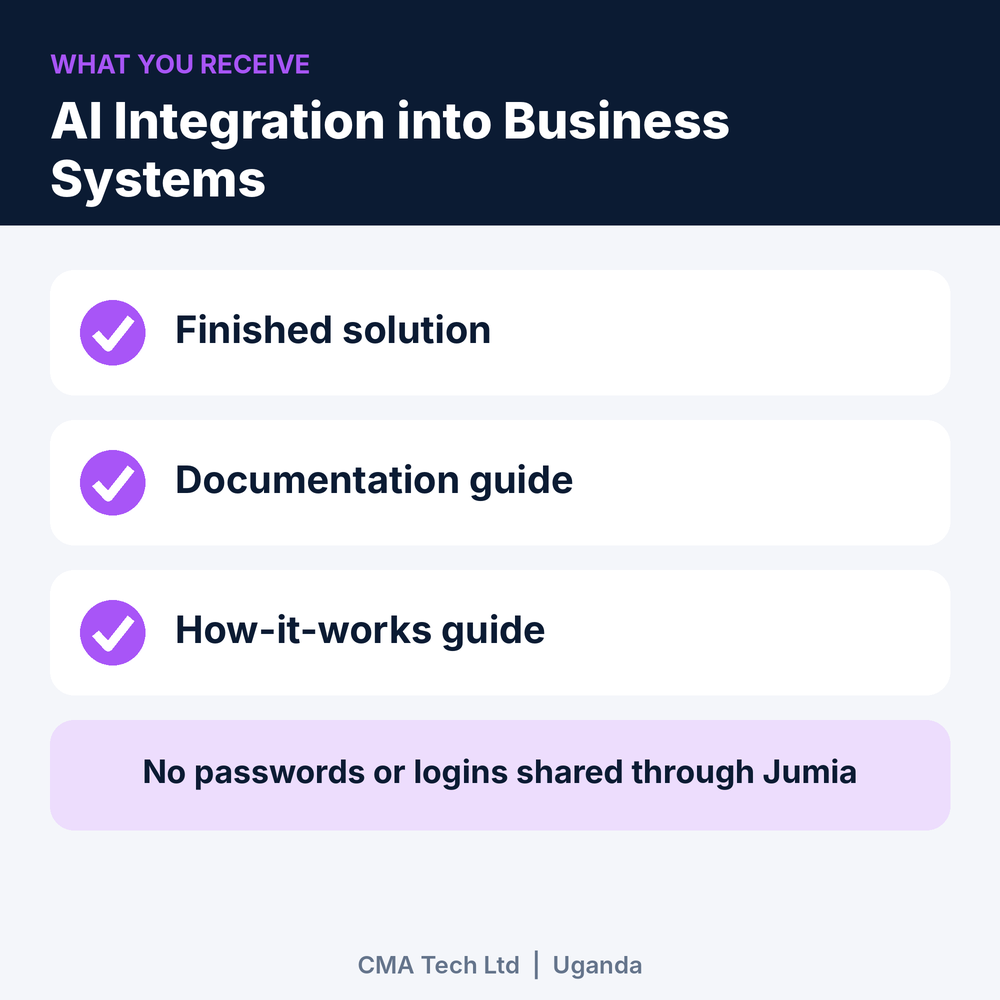 WHAT YOU RECEIVE
AI Integration into Business
Systems
Finished solution
Documentation guide
How-it-works guide
No passwords or logins shared through Jumia
CMA Tech Ltd | Uganda